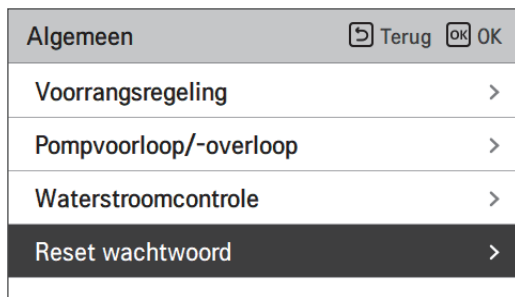 Algemeen Terug OK OK
Voorrangsregeling >
Pompvoorloop/-overloop >
Waterstroomcontrole >
Reset wachtwoord >